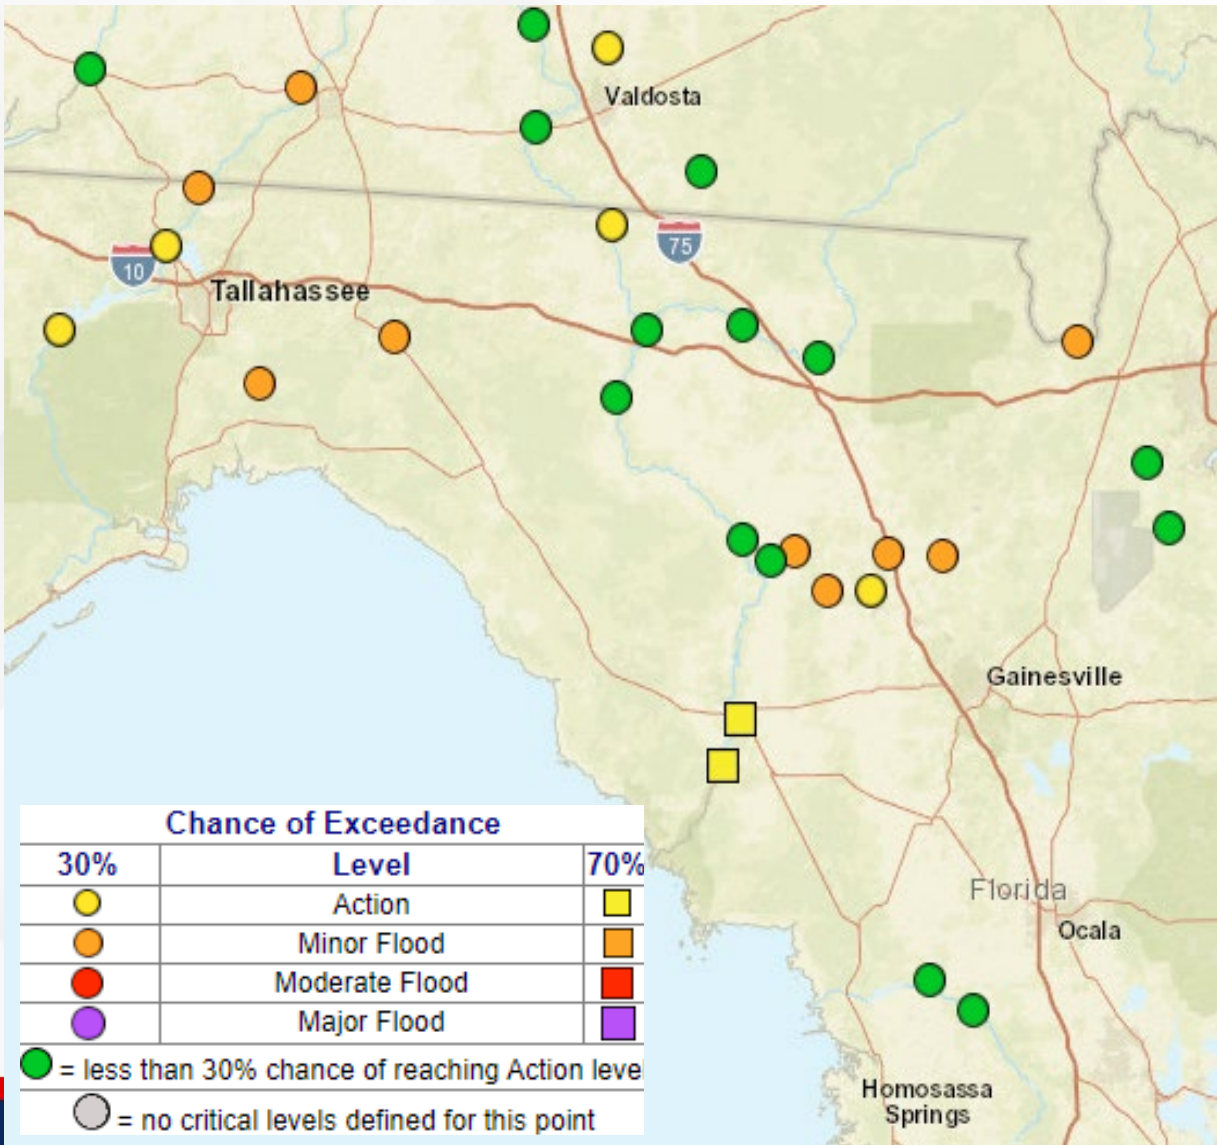 Valdosta
75
10
Tallahassee
Gainesville
Florida
Ocala
Homosassa
Springs
Chance of Exceedance
30% Level 70%
Action
Minor Flood
Moderate Flood
Major Flood
= less than 30% chance of reaching Action leve
= no critical levels defined for this point